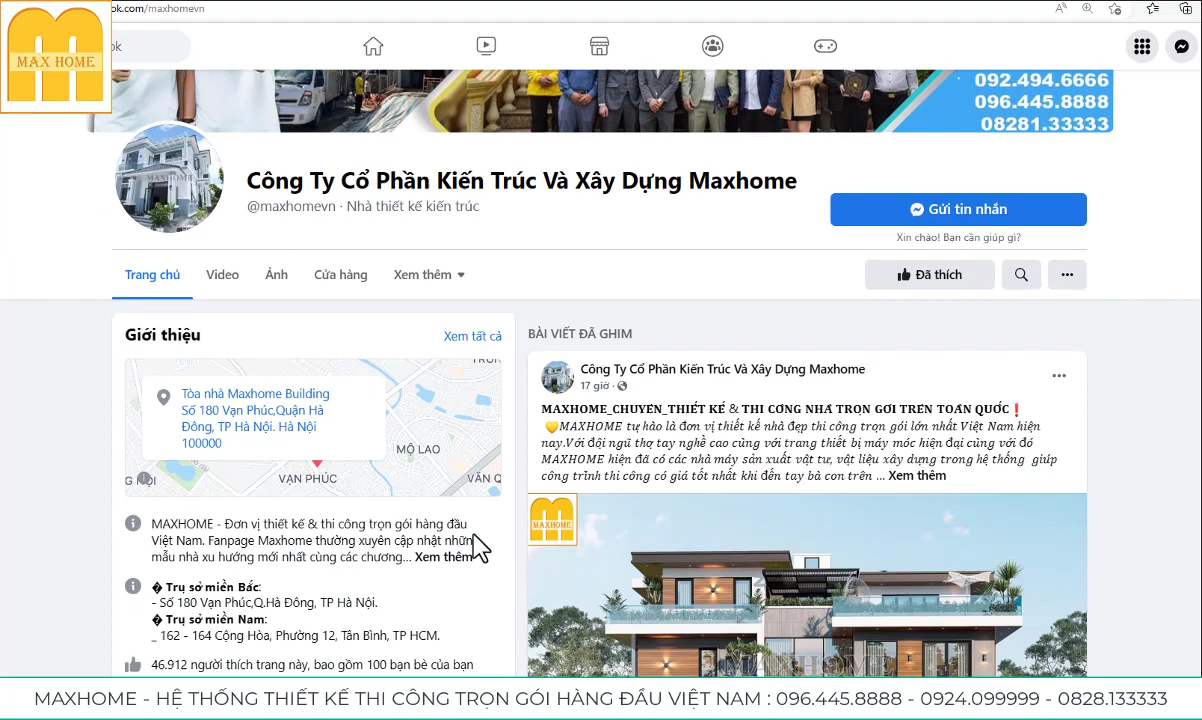 ok.com/maxhomevn
MAX HOME
ok
092.494.6666
096.445.8888
08281.33333
MAXHOME
Công Ty Cổ Phần Kiến Trúc Và Xây Dựng Maxhome
@maxhomevn · Nhà thiết kế kiến trúc
Gửi tin nhắn
Xin chào! Bạn cần giúp gì?
Trang chủ
Video
Ảnh
Cửa hàng
Xem thêm
Đã thích
Giới thiệu
Xem tất cả
Tòa nhà Maxhome Building
Số 180 Vạn Phúc,Quận Hà
Đông, TP Hà Nội. Hà Nội
100000
MỘ LAO
VẠN PHÚC
VĂN Q
MAXHOME - Đơn vị thiết kế & thi công trọn gói hàng đầu
Việt Nam. Fanpage Maxhome thường xuyên cập nhật những
mẫu nhà xu hướng mới nhất cùng các chương... Xem thêm
� Trụ sở miền Bắc:
- Số 180 Vạn Phúc,Q.Hà Đông, TP Hà Nội.
� Trụ sở miền Nam:
_ 162 - 164 Cộng Hòa, Phường 12, Tân Bình, TP HCM.
46.912 người thích trang này, bao gồm 100 bạn bè của bạn
BÀI VIẾT ĐÃ GHIM
Công Ty Cổ Phần Kiến Trúc Và Xây Dựng Maxhome
17 giờ ·
MAXHOME_CHUYÊN_THIẾT KẾ & THI CÔNG NHÀ TRỌN GÓI TRÊN TOÀN QUỐC❗
💛MAXHOME tự hào là đơn vị thiết kế nhà đẹp thi công trọn gói lớn nhất Việt Nam hiện
nay.Với đội ngũ thợ tay nghề cao cùng với trang thiết bị máy móc hiện đại cùng với đó
MAXHOME hiện đã có các nhà máy sản xuất vật tư, vật liệu xây dựng trong hệ thống giúp
công trình thi công có giá tốt nhất khi đến tay bà con trên ... Xem thêm
MAXHOME
MAXHOME
MAXHOME - HỆ THỐNG THIẾT KẾ THI CÔNG TRỌN GÓI HÀNG ĐẦU VIỆT NAM : 096.445.8888 - 0924.099999 - 0828.133333